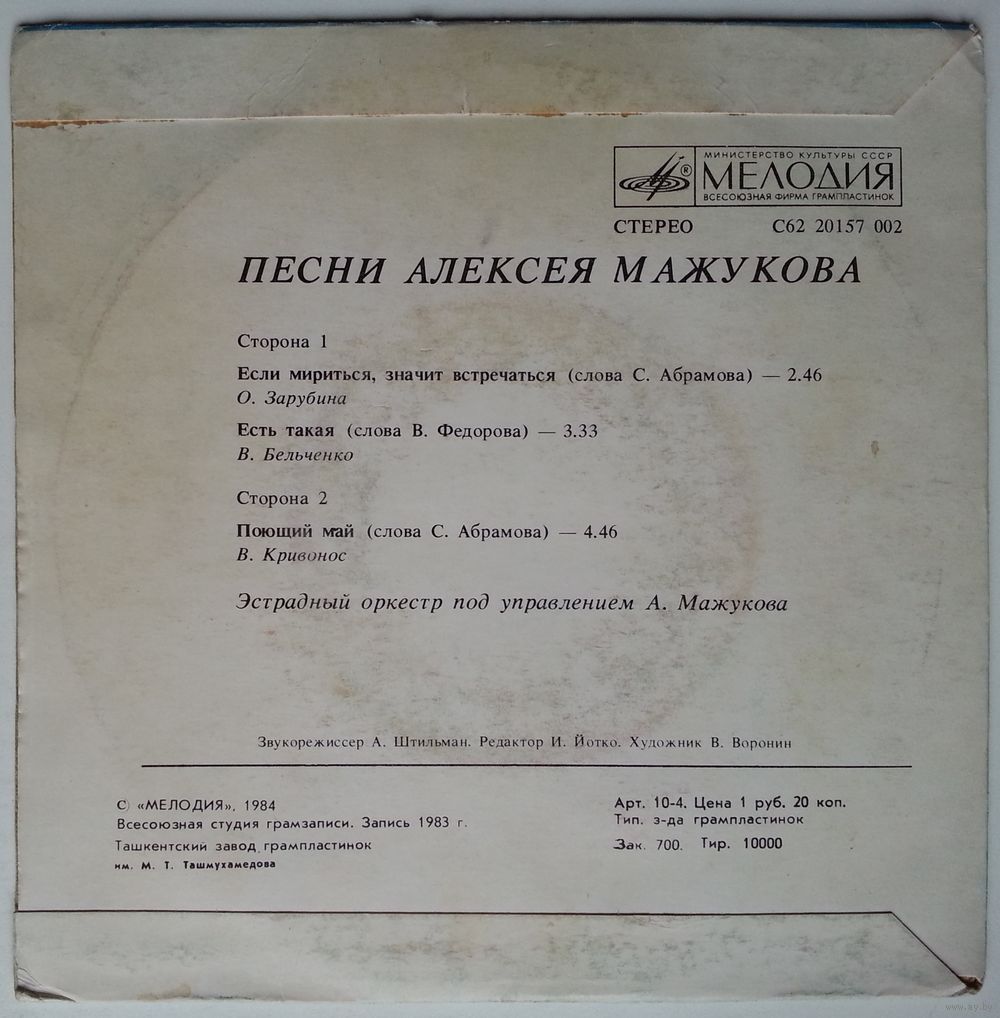 МИНИСТЕРСТВО КУЛЬТУРЫ СССР
® МЕЛОДИЯ
ВСЕСОЮЗНАЯ ФИРМА ГРАМПЛАСТИНОК
СТЕРЕО С62 20157 002
ПЕСНИ АЛЕКСЕЯ МАЖУКОВА
Сторона 1
Если мириться, значит встречаться (слова С. Абрамова) — 2.46
О. Зарубина
Есть такая (слова В. Федорова) — 3.33
В. Бельченко
Сторона 2
Поющий май (слова С. Абрамова) — 4.46
В. Кривонос
Эстрадный оркестр под управлением А. Мажукова
Звукорежиссер А. Штильман. Редактор И. Йотко. Художник В. Воронин
С) «МЕЛОДИЯ», 1984
Всесоюзная студия грамзаписи. Запись 1983 г.
Ташкентский завод грампластинок
им. М. Т. Ташмухамедова
Арт. 10-4. Цена 1 руб. 20 коп.
Тип. з-да грампластинок
Зак. 700. Тир. 10000
www.ay.by